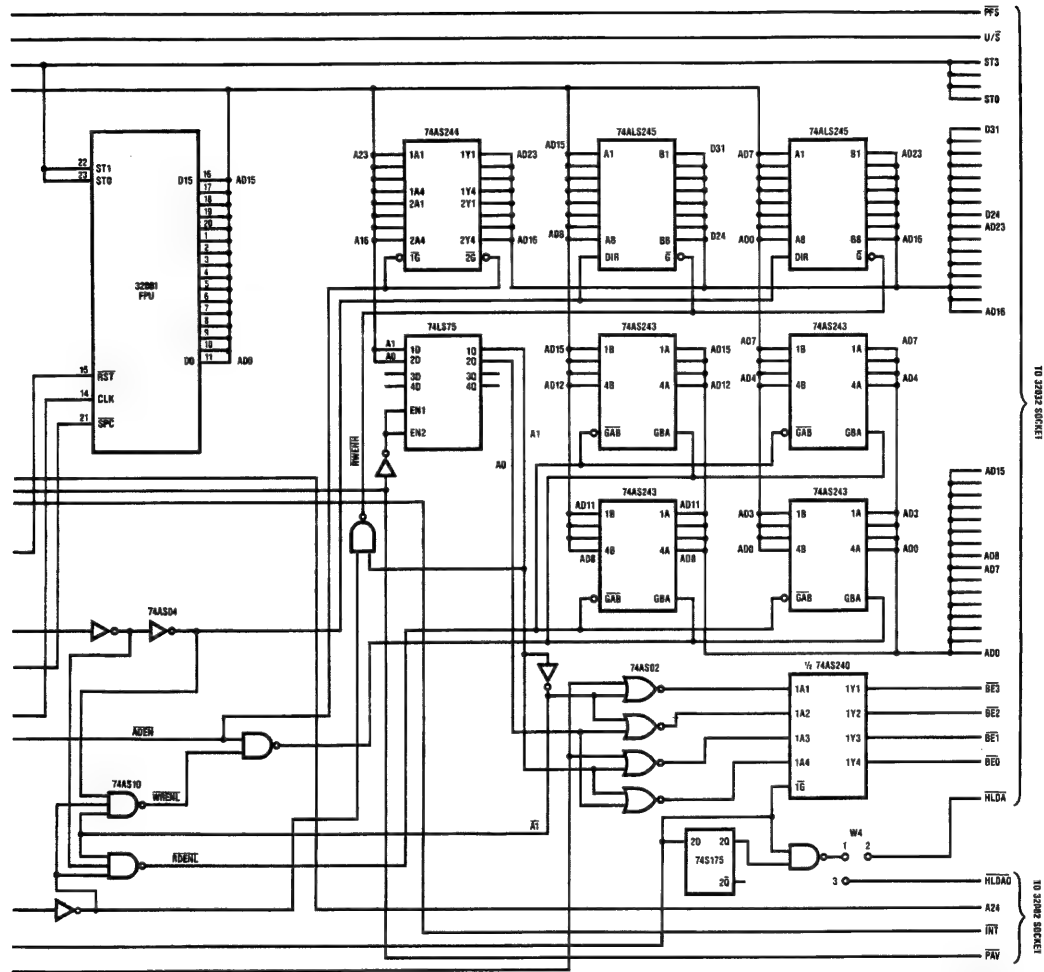 PFS
U/S
ST3
ST0
74AS244
74ALS245
74ALS245
D31
22
ST1
23
ST0
D15
16
AD15
17
18
19
20
1
2
3
4
5
6
7
8
9
10
D0
11
AD0
FPU
A23
1A1
1Y1
AD23
1A4
1Y4
2A1
2Y1
A16
2A4
2Y4
AD16
1G
2G
AD15
A1
B1
D31
AD8
A8
B8
D24
DIR
G
AD7
A1
B1
AD23
AD0
A8
B8
AD16
DIR
G
D24
AD23
AD16
15
RST
14
CLK
21
SPC
74LS75
A1
1D
1Q
A0
2D
2Q
3D
3Q
4D
4Q
EN1
EN2
A1
A0
74AS243
AD15
1B
1A
AD15
AD12
4B
4A
AD12
GAB
GBA
74AS243
AD7
1B
1A
AD7
AD4
4B
4A
AD4
GAB
GBA
TO 32032 SOCKET
74AS243
AD11
1B
1A
AD11
AD8
4B
4A
AD8
GAB
GBA
74AS243
AD3
1B
1A
AD3
AD0
4B
4A
AD0
GAB
GBA
AD15
AD8
AD7
AD0
74AS04
ADEN
74AS10
WRENL
RDENL
A1
74AS02
½ 74AS240
1A1
1Y1
BE3
1A2
1Y2
BE2
1A3
1Y3
BE1
1A4
1Y4
BE0
1G
HLDA
2D
2Q
74S175
2Q
W4
1
2
3
HLDAO
A24
INT
PAV
TO 32082 SOCKET